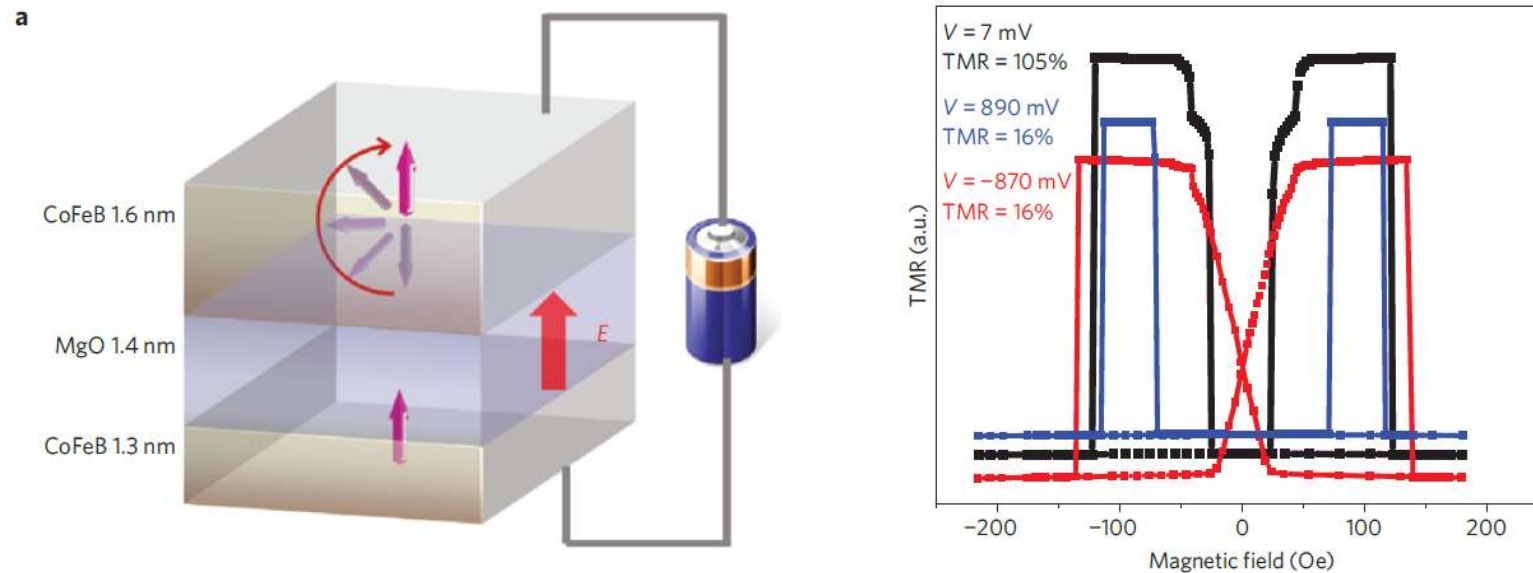 a
CoFeB 1.6 nm
MgO 1.4 nm
CoFeB 1.3 nm
E
V = 7 mV
TMR = 105%
V = 890 mV
TMR = 16%
V = −870 mV
TMR = 16%
TMR (a.u.)
−200 −100 0 100 200
Magnetic field (Oe)